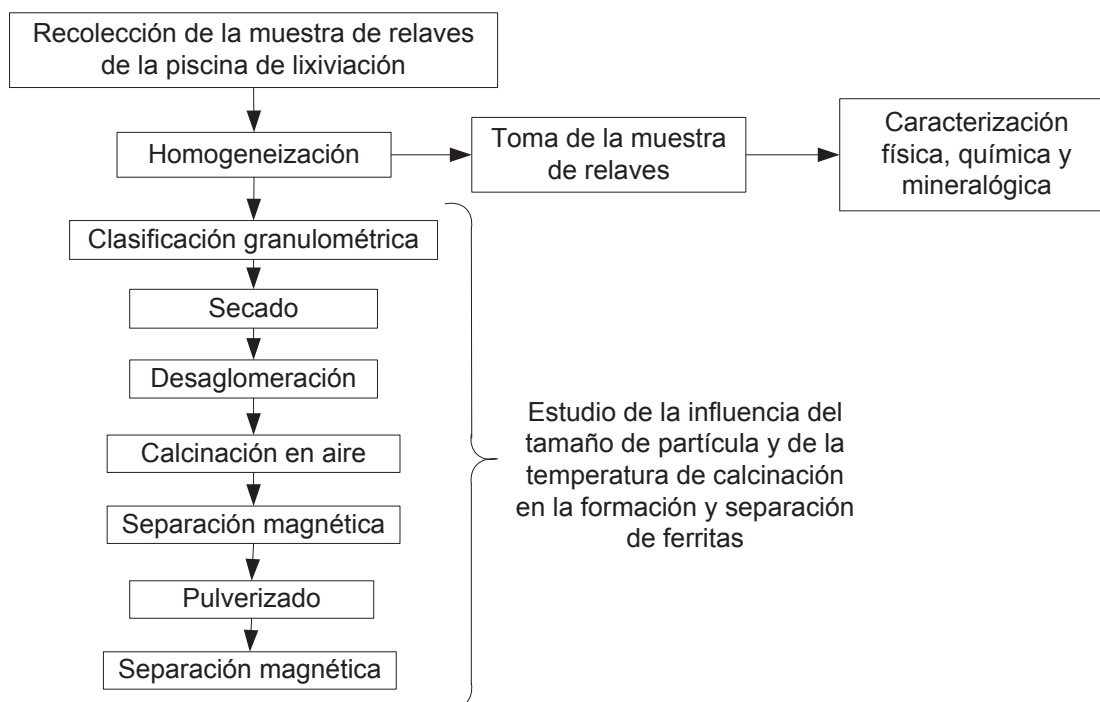 Recolección de la muestra de relaves
de la piscina de lixiviación
Homogeneización
Toma de la muestra
de relaves
Caracterización
física, química y
mineralógica
Clasificación granulométrica
Secado
Desaglomeración
Calcinación en aire
Separación magnética
Pulverizado
Separación magnética
Estudio de la influencia del
tamaño de partícula y de la
temperatura de calcinación
en la formación y separación
de ferritas